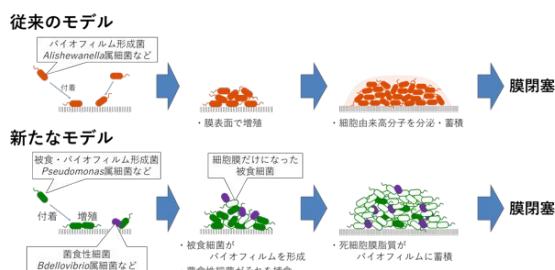 従来のモデル
バイオフィルム形成菌
Alishewanella属細菌など
付着
・膜表面で増殖
・細胞由来高分子を分泌・蓄積
膜閉塞
新たなモデル
被食・バイオフィルム形成菌
Pseudomonas属細菌など
付着
増殖
菌食性細菌
Bdellovibrio属細菌など
細胞膜だけになった
被食細菌
・被食細菌が
バイオフィルムを形成
・死細胞膜脂質が
バイオフィルムに蓄積
膜閉塞